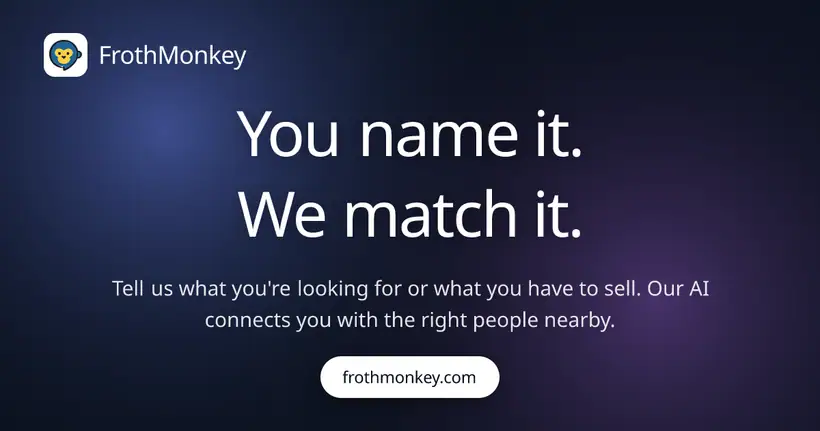 FrothMonkey
You name it.
We match it.
Tell us what you're looking for or what you have to sell. Our AI
connects you with the right people nearby.
frothmonkey.com